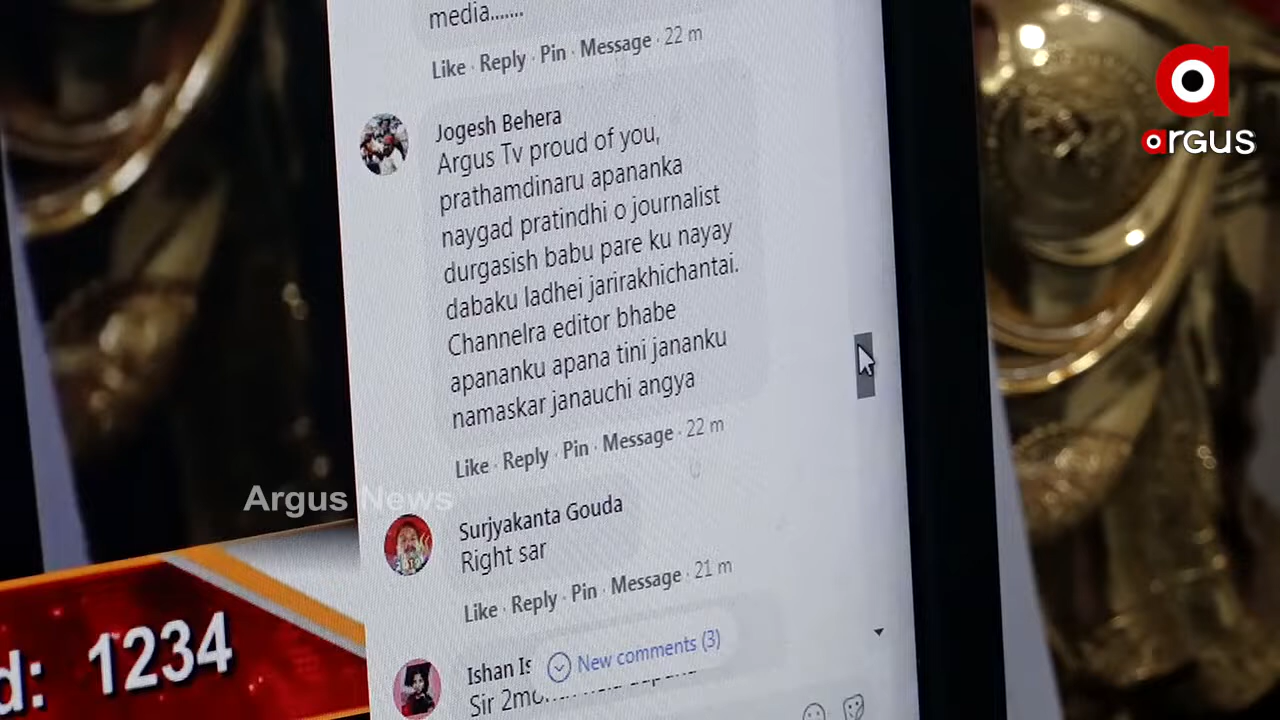 media.......
Like · Reply · Pin · Message · 22 m
Jogesh Behera
Argus Tv proud of you,
prathamdinaru apananka
naygad pratindhi o journalist
durgasish babu pare ku nayay
dabaku ladhei jarirakhichantai.
Channelra editor bhabe
apananku apana tini jananku
namaskar janauchi angya
Like · Reply · Pin · Message · 22 m
Surjyakanta Gouda
Right sar
Like · Reply · Pin · Message · 21 m
Ishan Is
New comments (3)
Sir
d: 1234
Argus News
argus